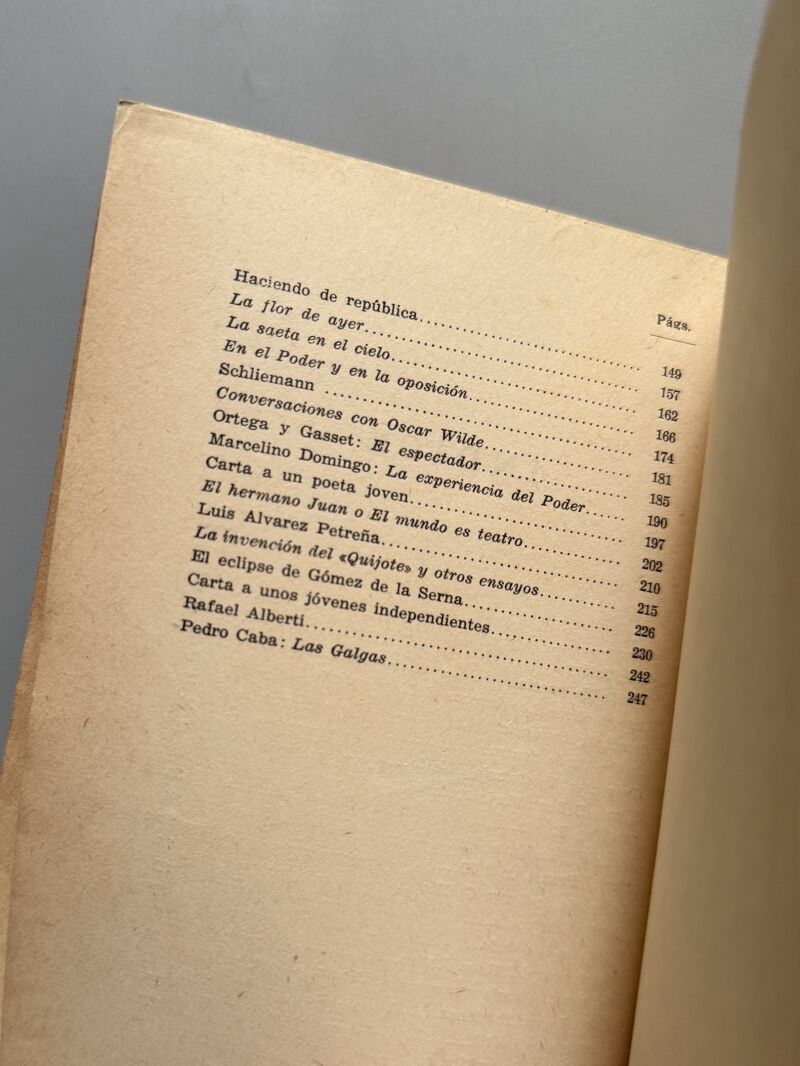 Págs.
Haciendo de república........................ 149
La flor de ayer.............................. 157
La saeta en el cielo......................... 162
En el Poder y en la oposición................ 166
Schliemann .................................. 174
Conversaciones con Oscar Wilde............... 181
Ortega y Gasset: El espectador............... 185
Marcelino Domingo: La experiencia del Poder...... 190
Carta a un poeta joven....................... 197
El hermano Juan o El mundo es teatro......... 202
Luis Alvarez Petreña......................... 210
La invención del «Quijote» y otros ensayos... 215
El eclipse de Gómez de la Serna.............. 226
Carta a unos jóvenes independientes.......... 230
Rafael Alberti............................... 242
Pedro Caba: Las Galgas....................... 247